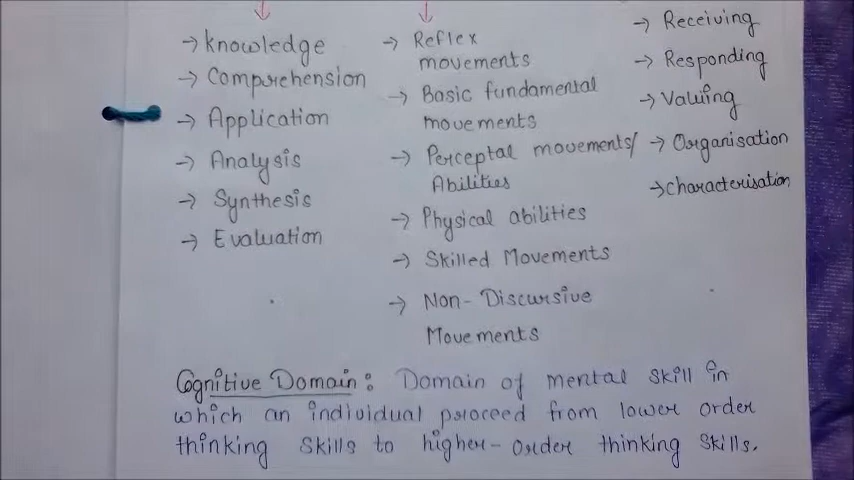 → Knowledge
→ Comprehension
→ Application
→ Analysis
→ Synthesis
→ Evaluation
→ Reflex
movements
→ Basic fundamental
movements
→ Perceptal movements/
Abilities
→ Physical abilities
→ Skilled Movements
→ Non-Discursive
Movements
→ Receiving
→ Responding
→ Valuing
→ Organisation
→ Characterisation
Cognitive Domain: Domain of mental skill in
which an individual proceed from lower order
thinking skills to higher-order thinking skills.